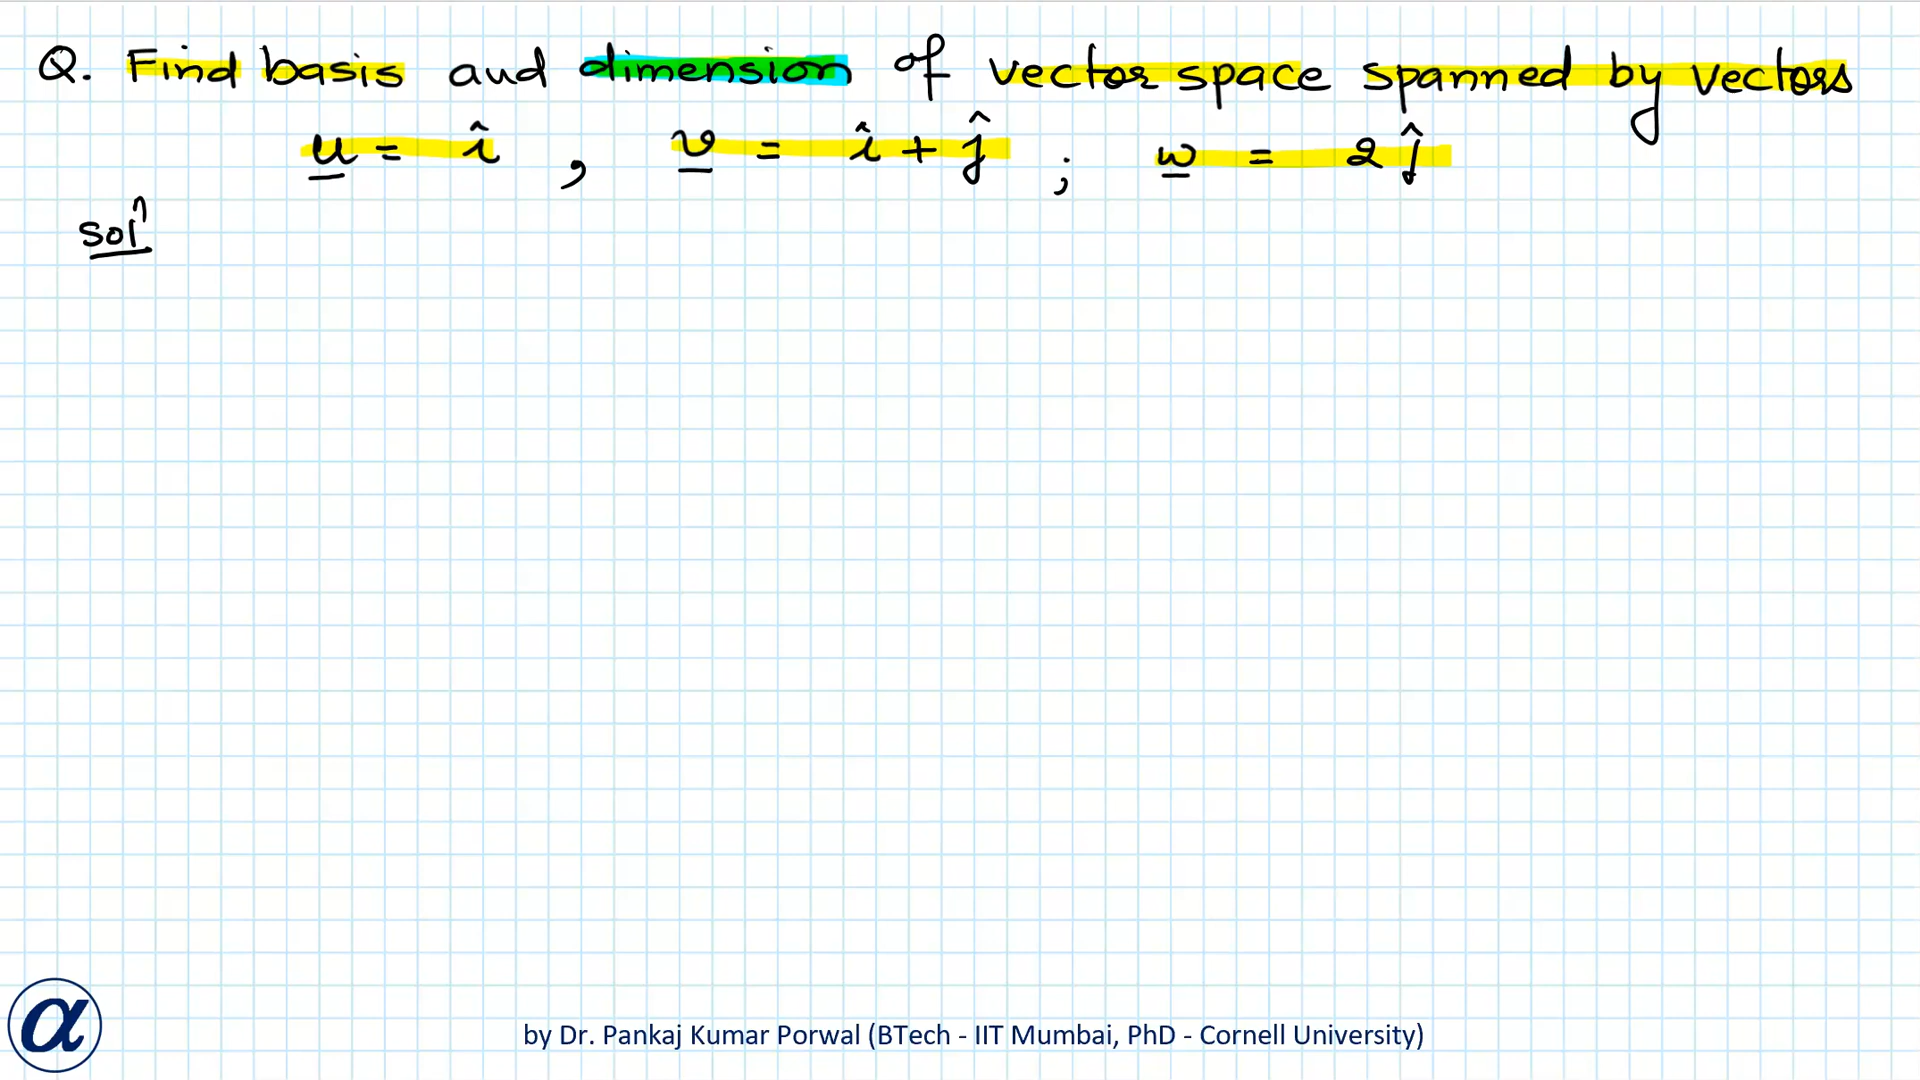 Q. Find basis and dimension of vector space spanned by vectors
u = î , v = î + ĵ ; w = 2ĵ
Solⁿ
α
by Dr. Pankaj Kumar Porwal (BTech - IIT Mumbai, PhD - Cornell University)